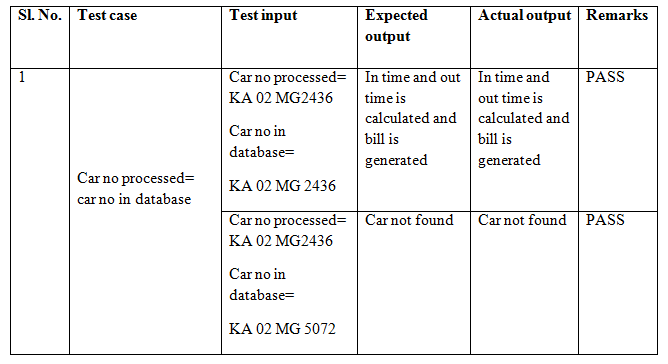 Sl. No. Test case Test input Expected output Actual output Remarks
1
Car no processed=
car no in database
Car no processed=
KA 02 MG2436
Car no in
database=
KA 02 MG 2436
In time and out
time is
calculated and
bill is
generated
In time and
out time is
calculated and
bill is
generated
PASS
Car no processed=
KA 02 MG2436
Car no in
database=
KA 02 MG 5072
Car not found
Car not found
PASS